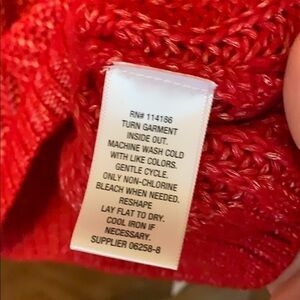 RN# 114186
TURN GARMENT
INSIDE OUT.
MACHINE WASH COLD
WITH LIKE COLORS.
GENTLE CYCLE.
ONLY NON-CHLORINE
BLEACH WHEN NEEDED.
RESHAPE
LAY FLAT TO DRY.
COOL IRON IF
NECESSARY.
SUPPLIER 06258-8